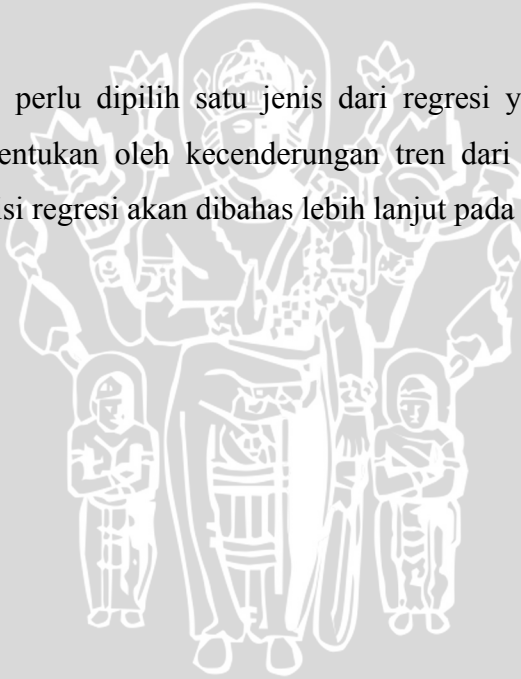 perlu dipilih satu jenis dari regresi y
entukan oleh kecenderungan tren dari
si regresi akan dibahas lebih lanjut pada